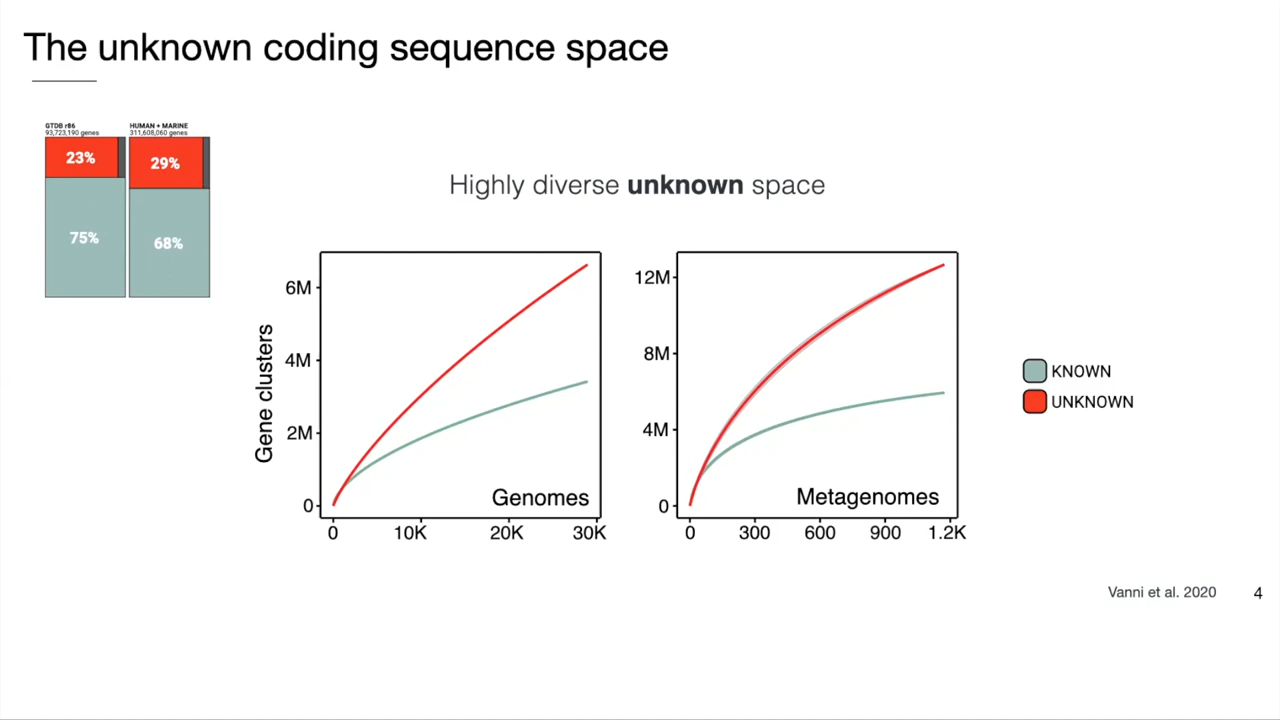 The unknown coding sequence space
GTDB r86
93,723,190 genes
HUMAN + MARINE
311,608,060 genes
23%
29%
75%
68%
Highly diverse unknown space
Gene clusters
6M
4M
2M
0
0
10K
20K
30K
Genomes
12M
8M
4M
0
0
300
600
900
1.2K
Metagenomes
KNOWN
UNKNOWN
Vanni et al. 2020
4